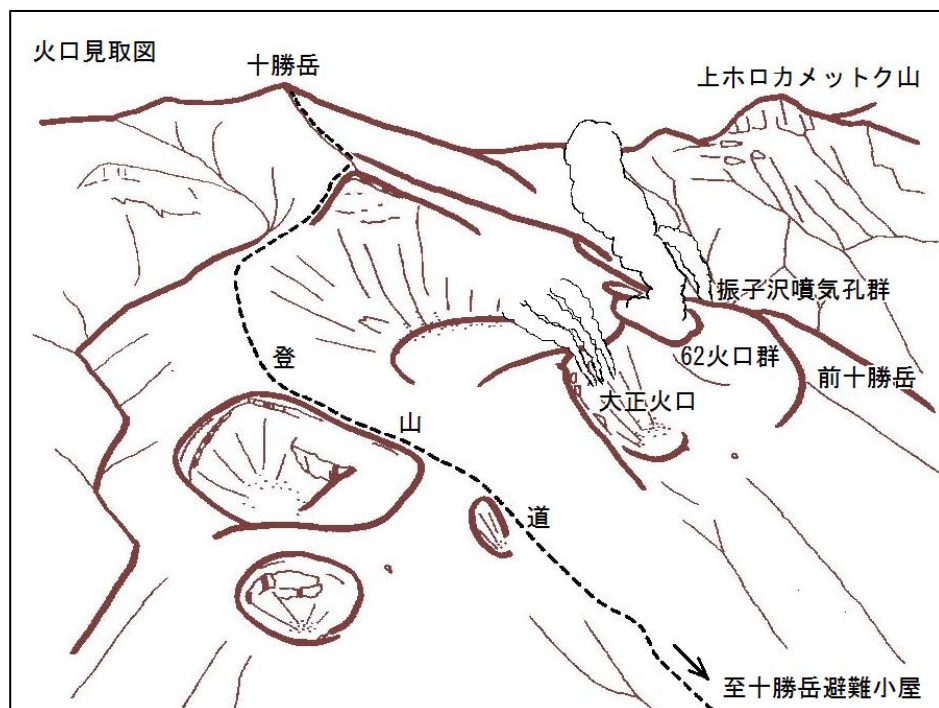 火口見取図
十勝岳
上ホロカメットク山
振子沢噴気孔群
62火口群
前十勝岳
大正火口
登
山
道
至十勝岳避難小屋